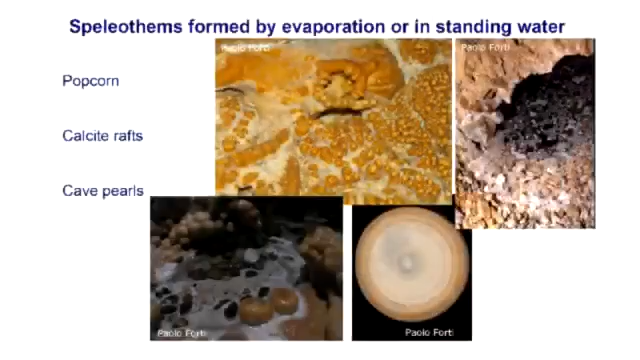 Speleothems formed by evaporation or in standing water
Paolo Forti
Paolo Forti
Popcorn
Calcite rafts
Cave pearls
Paolo Forti
Paolo Forti